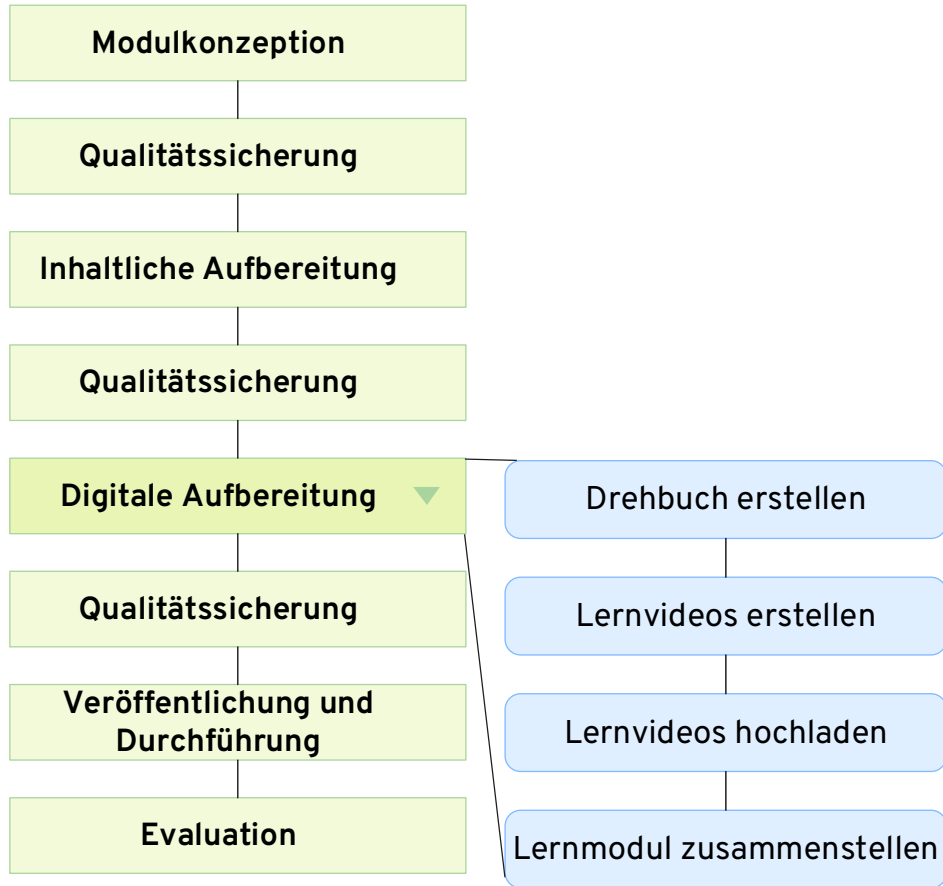 Modulkonzeption
Qualitätssicherung
Inhaltliche Aufbereitung
Qualitätssicherung
Digitale Aufbereitung
Qualitätssicherung
Veröffentlichung und
Durchführung
Evaluation
Drehbuch erstellen
Lernvideos erstellen
Lernvideos hochladen
Lernmodul zusammenstellen